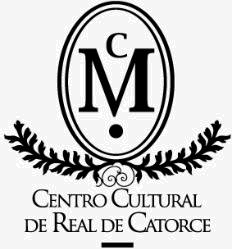 C
M
CENTRO CULTURAL
DE REAL DE CATORCE